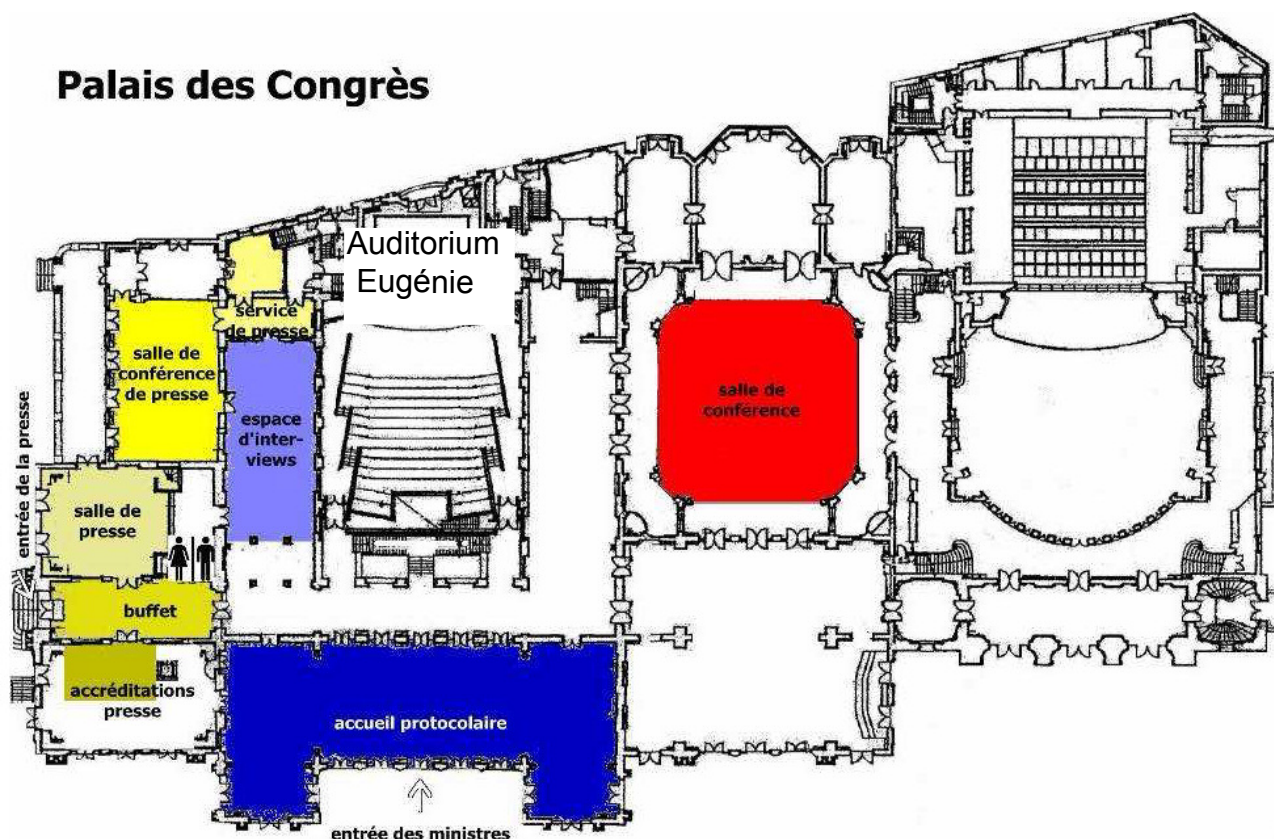 Palais des Congrès
Auditorium
Eugénie
service
de presse
salle de
conférence
de presse
espace
d'inter-
views
salle de
conférence
entrée de la presse
salle de
presse
buffet
accréditations
presse
accueil protocolaire
entrée des ministres